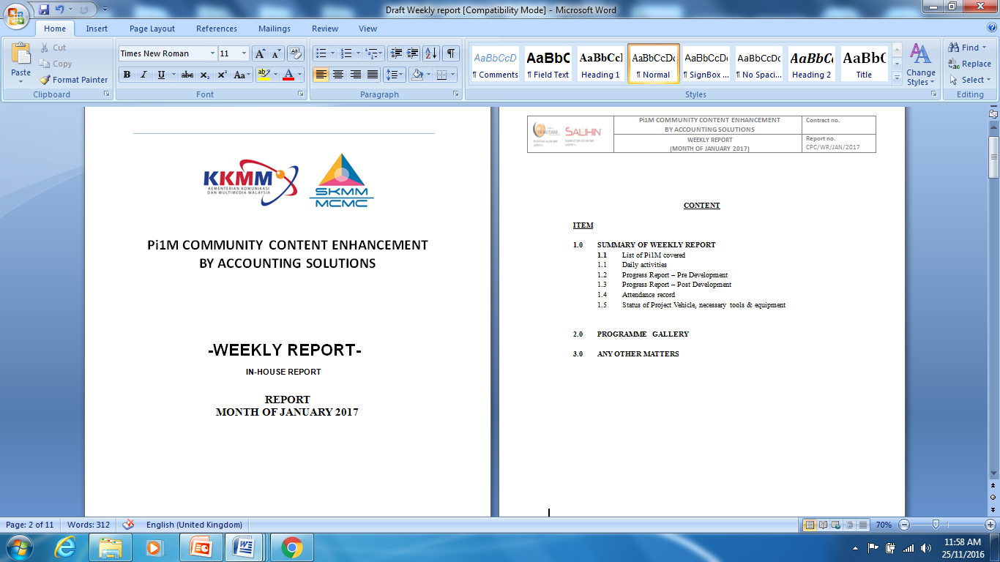 Draft Weekly report [Compatibility Mode] - Microsoft Word
Home Insert Page Layout References Mailings Review View
Paste
Cut
Copy
Format Painter
Clipboard
Times New Roman 11
B I U abc x₂ x² Aa
Font
Paragraph
AaBbCcD AaBbC AaBbCcI AaBbCcDc AaBbCcDc AaBbCcDc AaBbCc AaBbC
¶ Comments ¶ Field Text Heading 1 ¶ Normal ¶ SignBox ... ¶ No Spaci... Heading 2 Title
Change Styles
Styles
Find
Replace
Select
Editing
KKMM
KEMENTERIAN KOMUNIKASI
DAN MULTIMEDIA MALAYSIA
SKMM
MCMC
Pi1M COMMUNITY CONTENT ENHANCEMENT
BY ACCOUNTING SOLUTIONS
-WEEKLY REPORT-
IN-HOUSE REPORT
REPORT
MONTH OF JANUARY 2017
SALIHIN
Pi1M COMMUNITY CONTENT ENHANCEMENT
BY ACCOUNTING SOLUTIONS
WEEKLY REPORT
(MONTH OF JANUARY 2017)
Contract no.
Report no.
CPC/WR/JAN/2017
CONTENT
ITEM
1.0 SUMMARY OF WEEKLY REPORT
1.1 List of Pi1M covered
1.1 Daily activities
1.2 Progress Report – Pre Development
1.3 Progress Report – Post Development
1.4 Attendance record
1.5 Status of Project Vehicle, necessary tools & equipment
2.0 PROGRAMME GALLERY
3.0 ANY OTHER MATTERS
Page: 2 of 11 Words: 312 English (United Kingdom) 70%
11:58 AM
25/11/2016